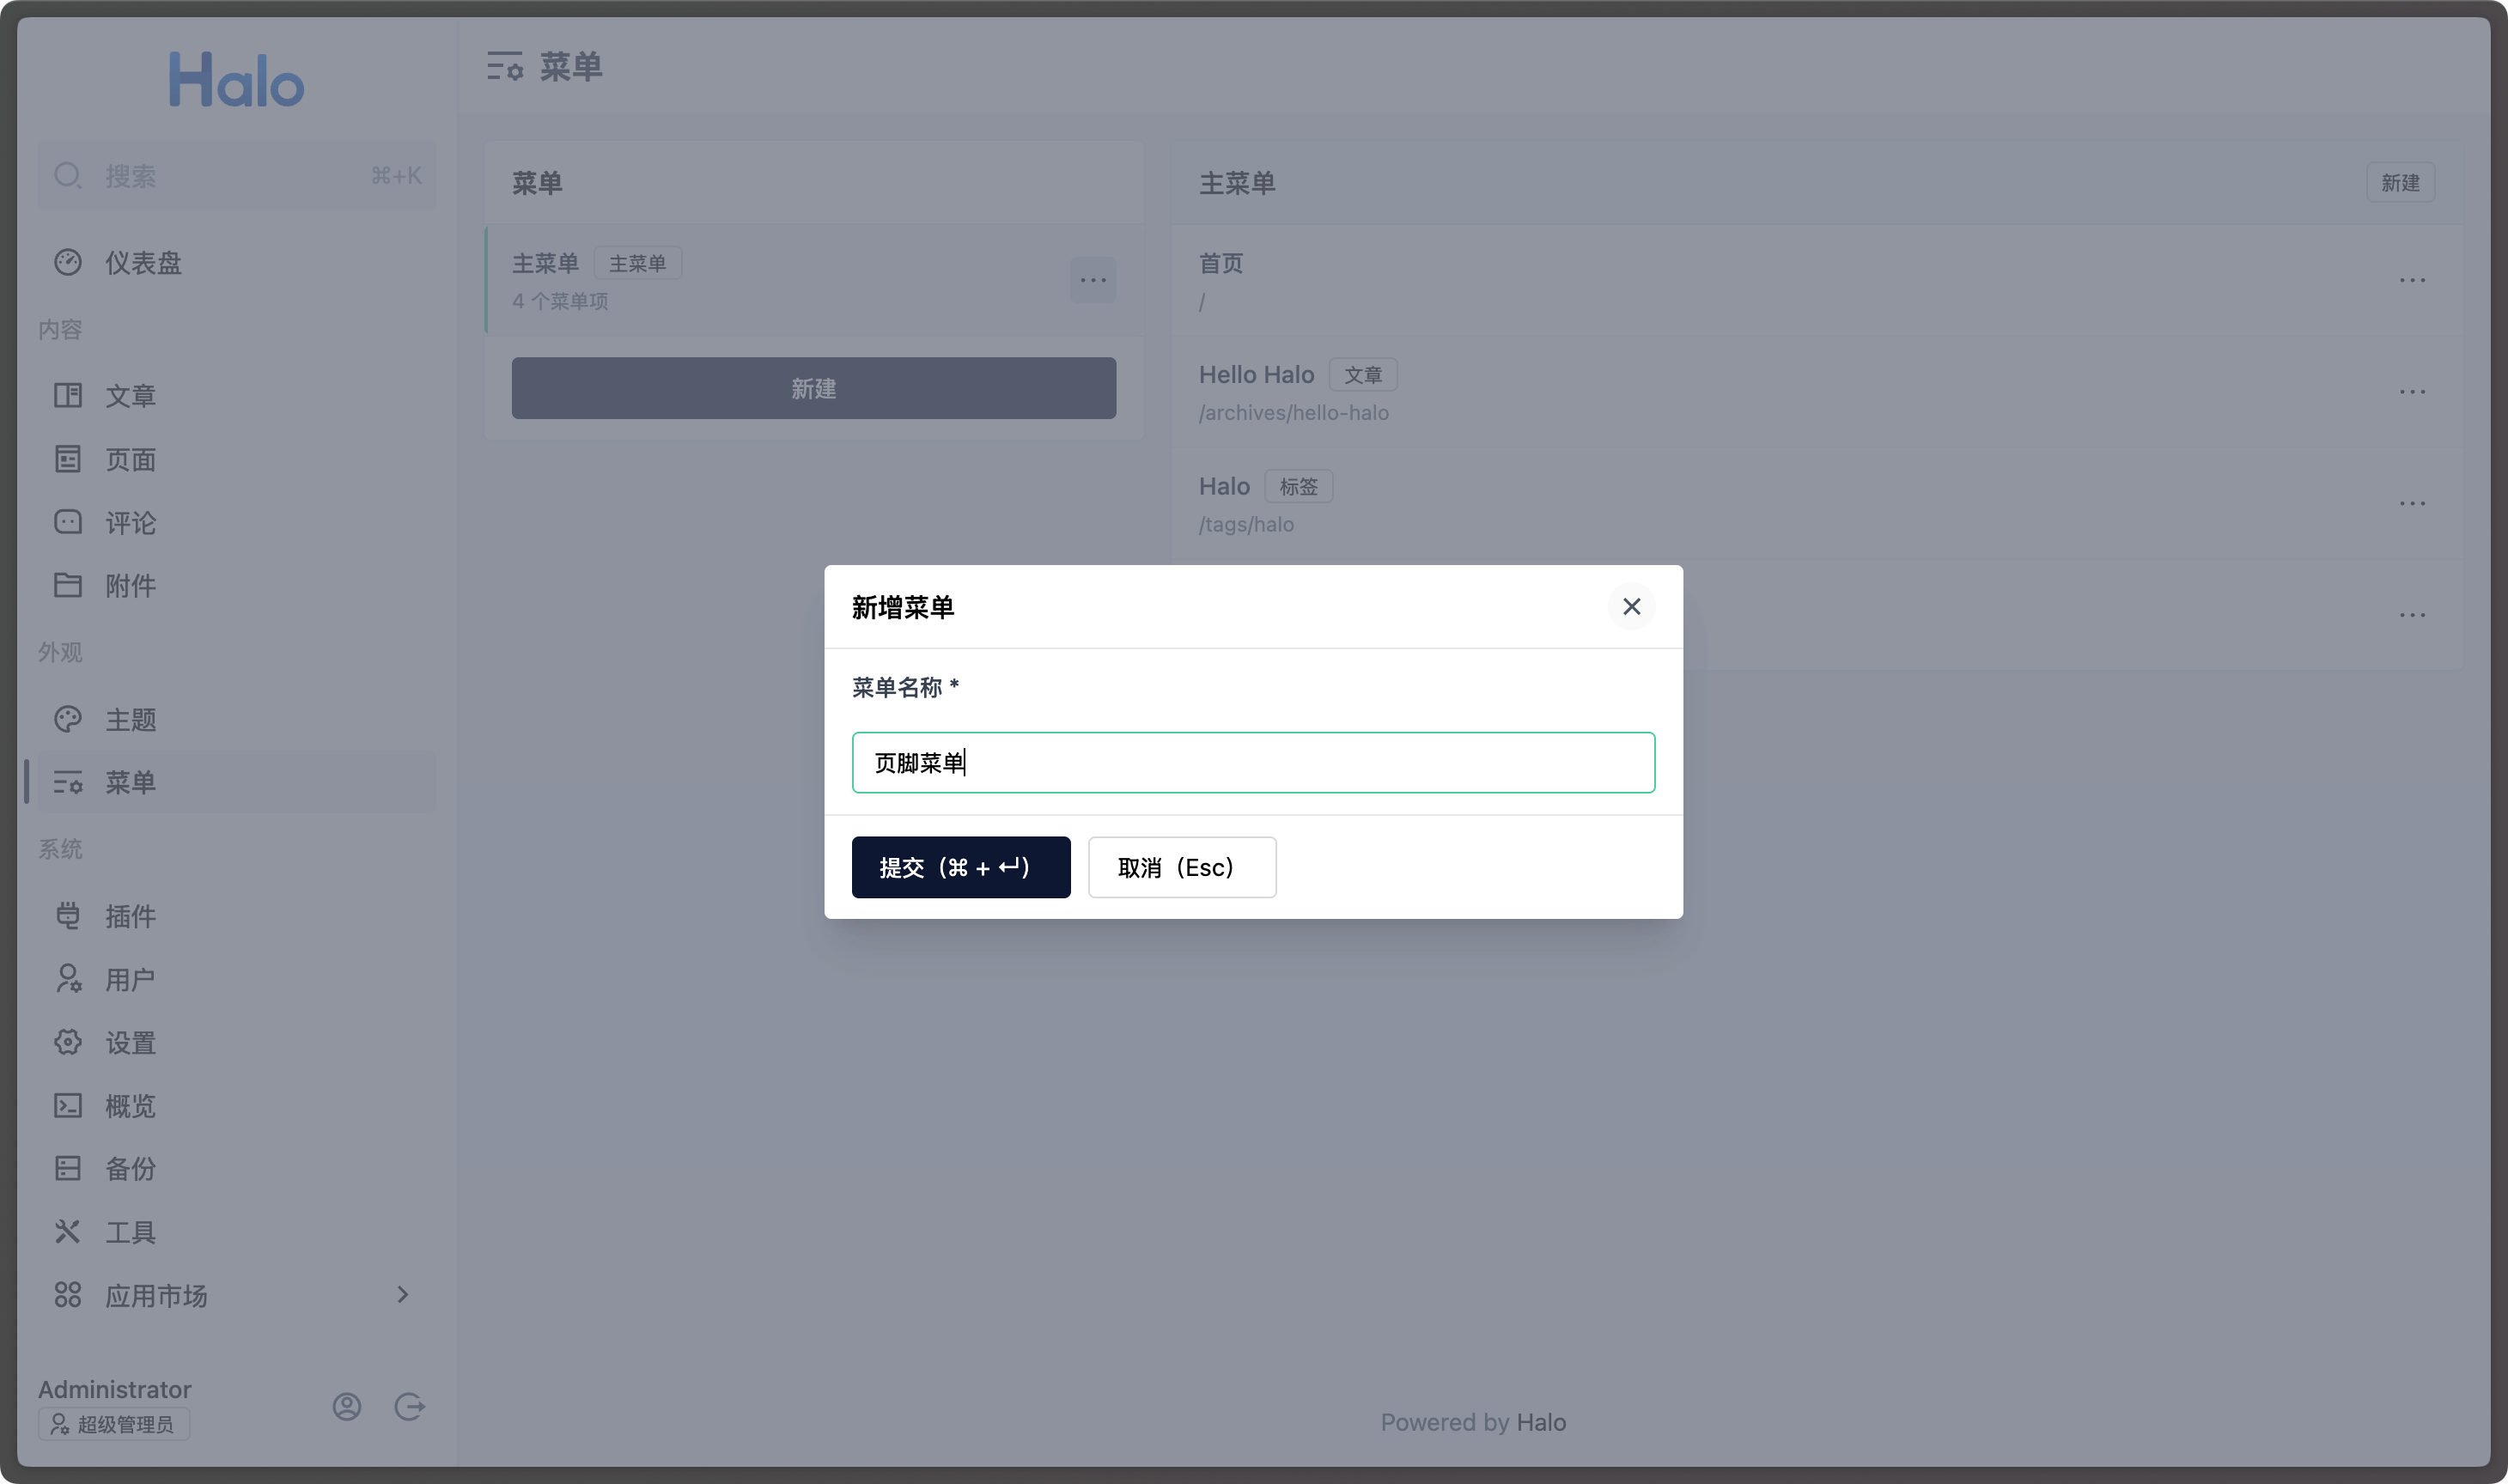 Halo
搜索 ⌘+K
仪表盘
内容
文章
页面
评论
附件
外观
主题
菜单
系统
插件
用户
设置
概览
备份
工具
应用市场
Administrator
超级管理员
菜单
菜单
主菜单 主菜单
4 个菜单项
新建
主菜单 新建
首页
/
Hello Halo 文章
/archives/hello-halo
Halo 标签
/tags/halo
新增菜单
菜单名称 *
页脚菜单
提交（⌘ + ↵） 取消（Esc）
Powered by Halo